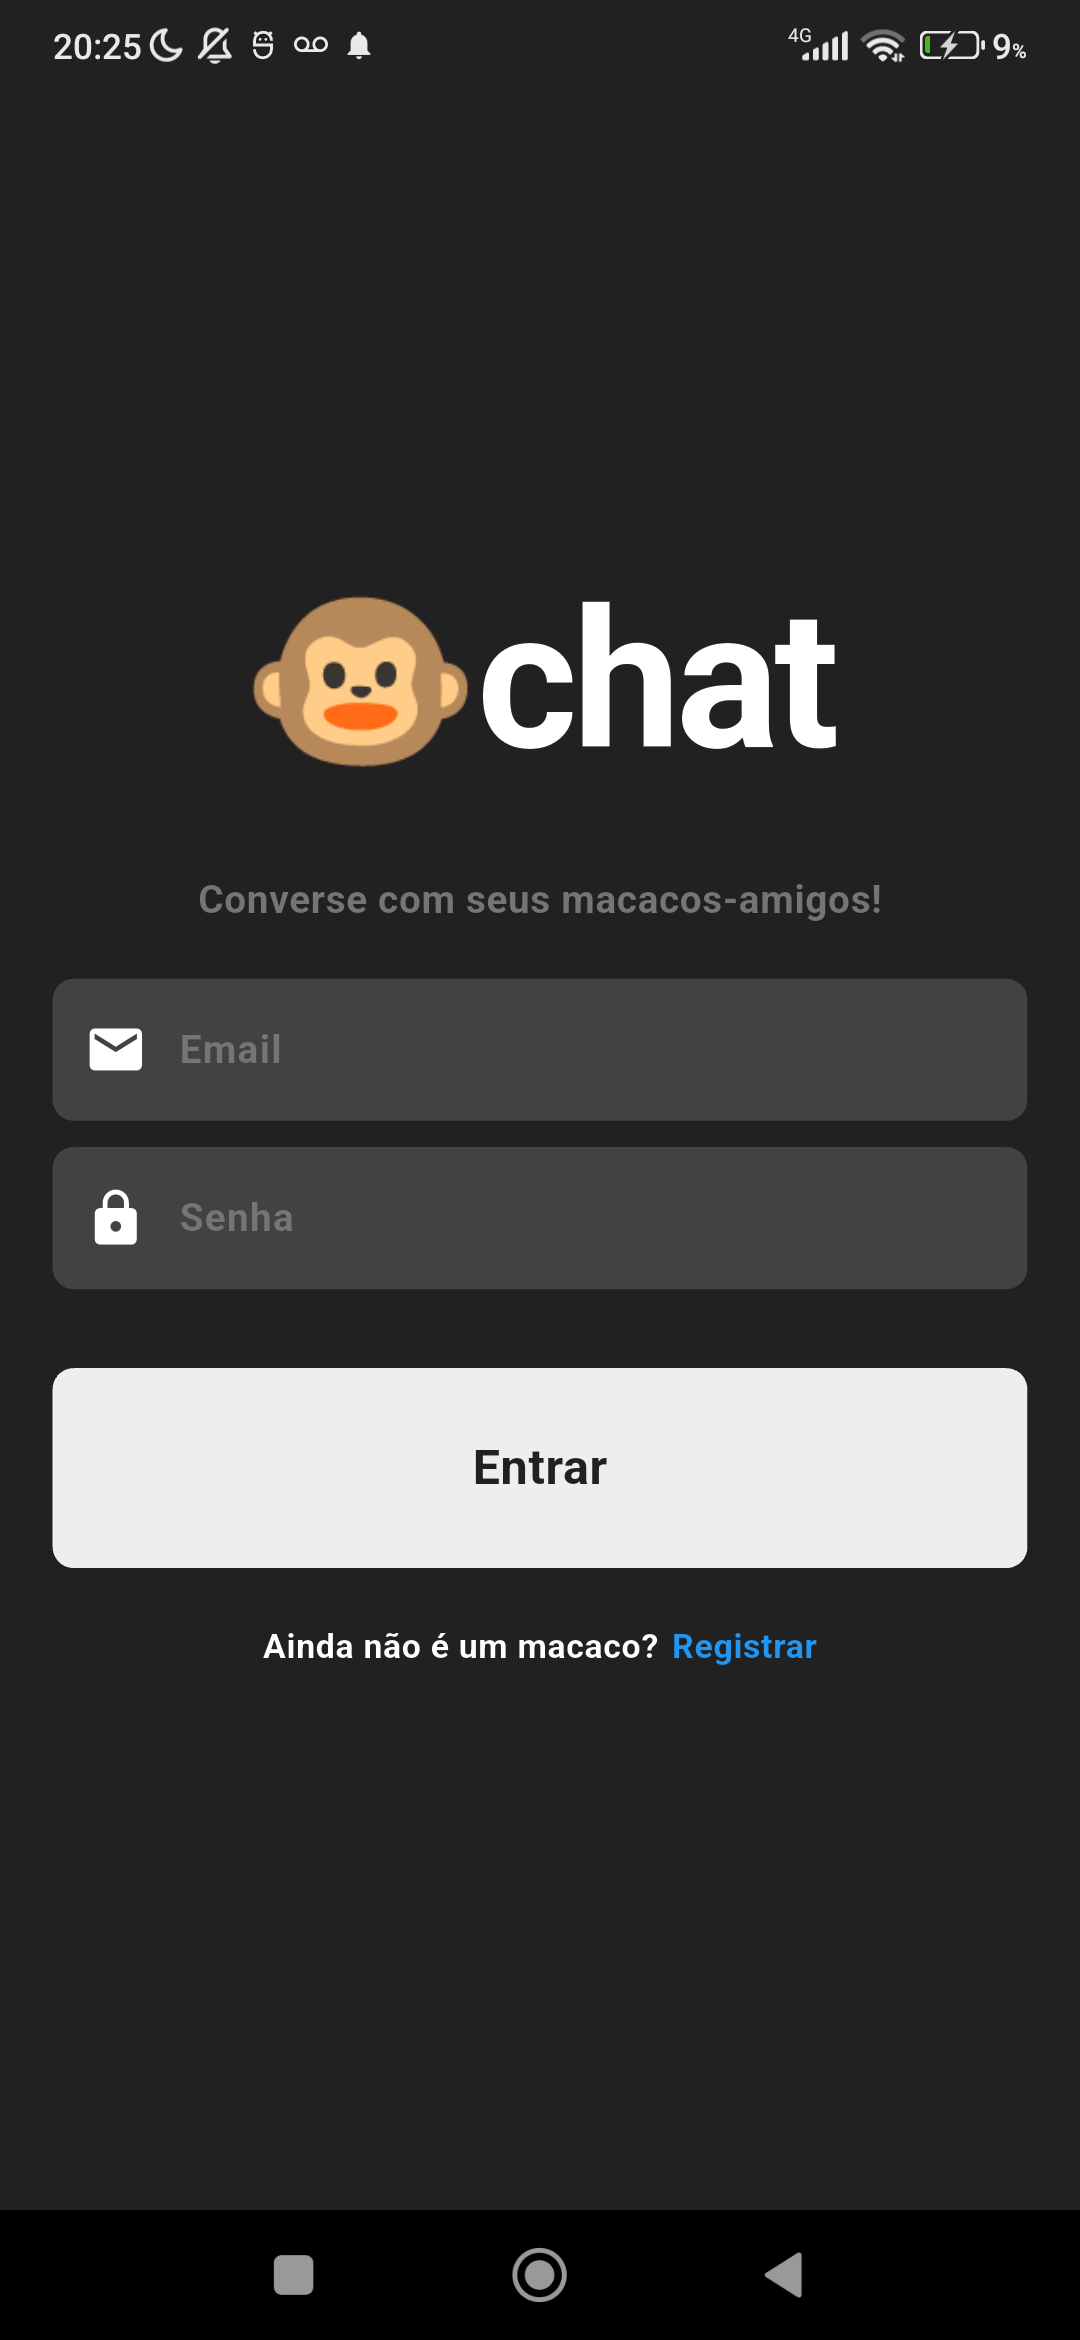 20:25 4G 9%
chat
Converse com seus macacos-amigos!
Email
Senha
Entrar
Ainda não é um macaco? Registrar